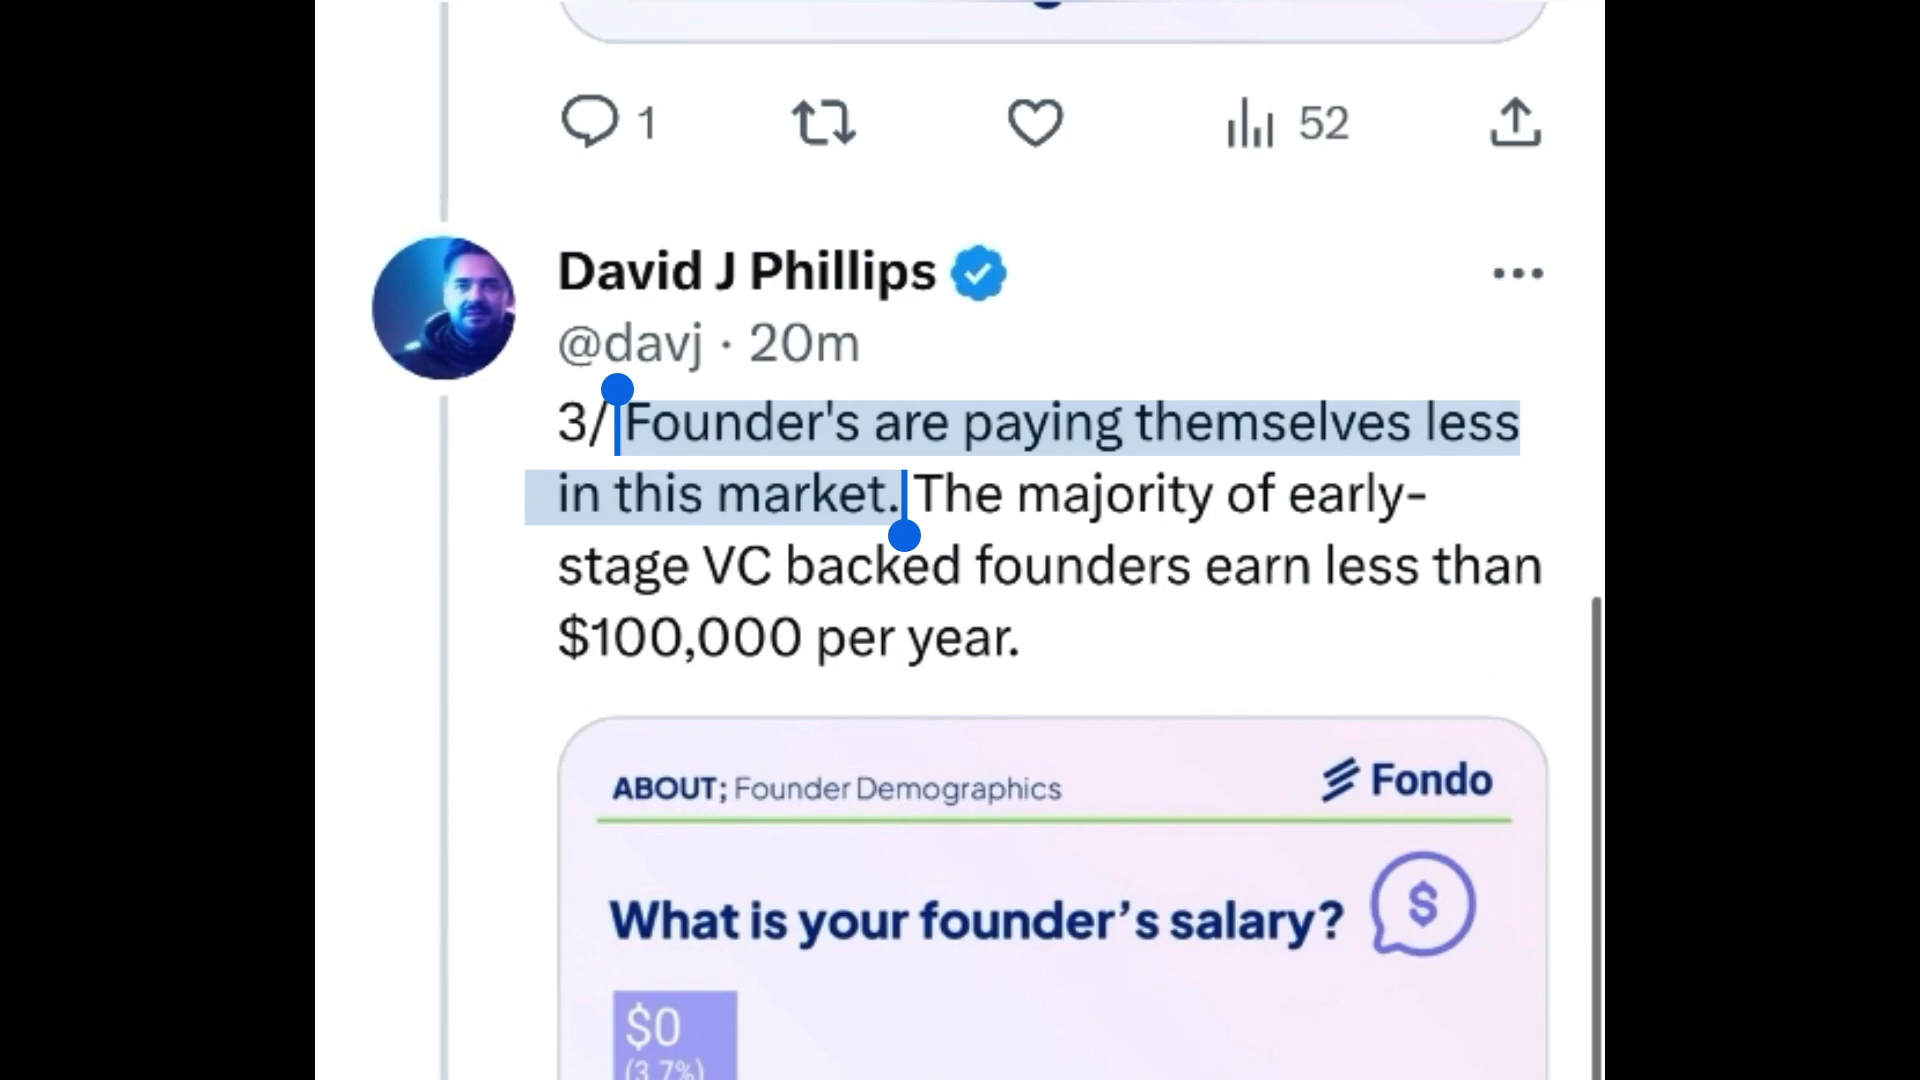 1 52
David J Phillips
@davj · 20m
3/ Founder's are paying themselves less
in this market. The majority of early-
stage VC backed founders earn less than
$100,000 per year.
ABOUT; Founder Demographics
Fondo
What is your founder’s salary?
$
$0
(3.7%)